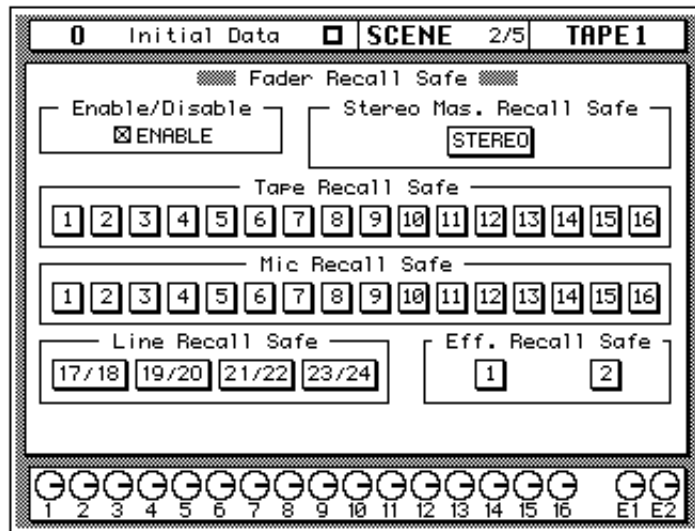 0 Initial Data SCENE 2/5 TAPE 1
Fader Recall Safe
Enable/Disable Stereo Mas. Recall Safe
ENABLE STEREO
Tape Recall Safe
1 2 3 4 5 6 7 8 9 10 11 12 13 14 15 16
Mic Recall Safe
1 2 3 4 5 6 7 8 9 10 11 12 13 14 15 16
Line Recall Safe Eff. Recall Safe
17/18 19/20 21/22 23/24 1 2
1 2 3 4 5 6 7 8 9 10 11 12 13 14 15 16 E1 E2